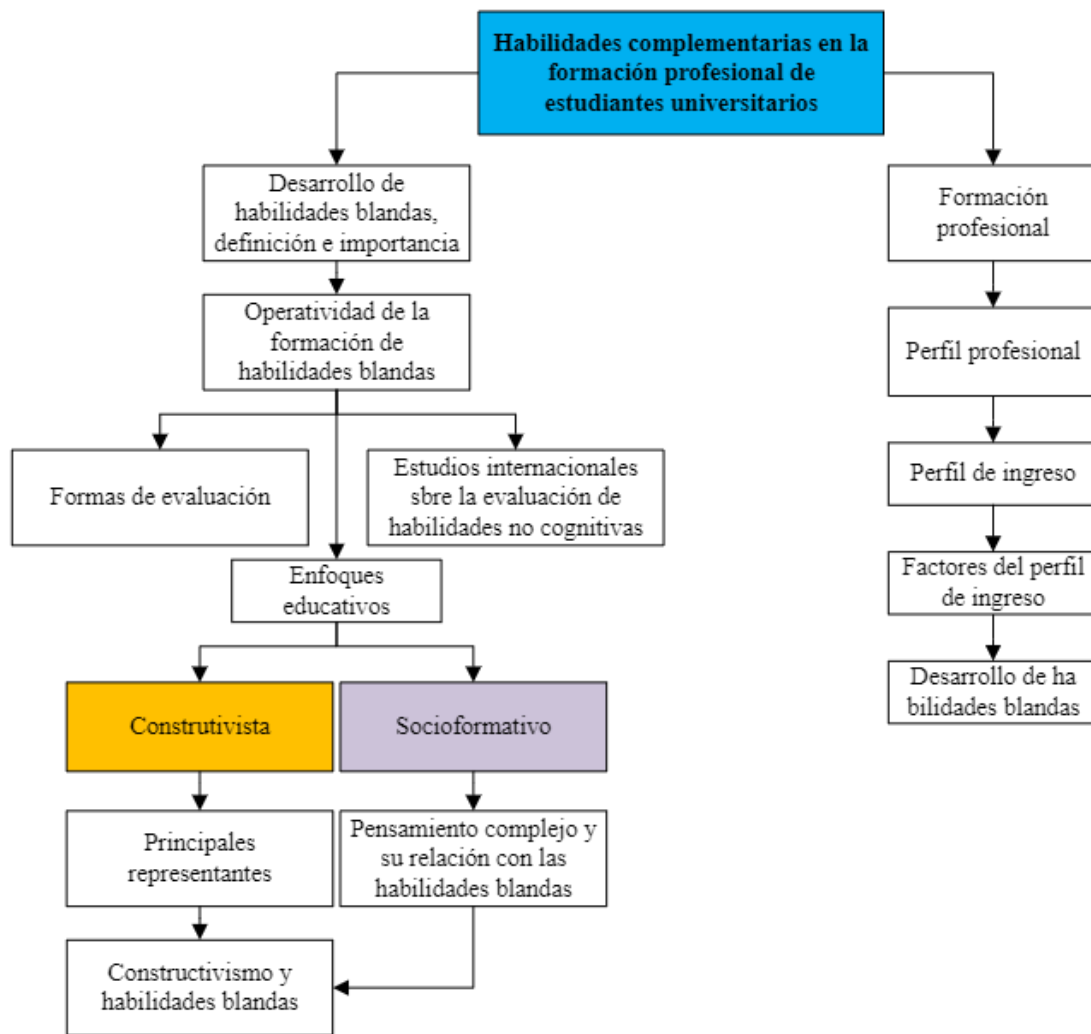 Habilidades complementarias en la
formación profesional de
estudiantes universitarios
Desarrollo de
habilidades blandas,
definición e importancia
Formación
profesional
Operatividad de la
formación de
habilidades blandas
Perfil profesional
Formas de evaluación
Estudios internacionales
sbre la evaluación de
habilidades no cognitivas
Perfil de ingreso
Enfoques
educativos
Factores del perfil
de ingreso
Construtivista
Socioformativo
Desarrollo de ha
bilidades blandas
Principales
representantes
Pensamiento complejo y
su relación con las
habilidades blandas
Constructivismo y
habilidades blandas